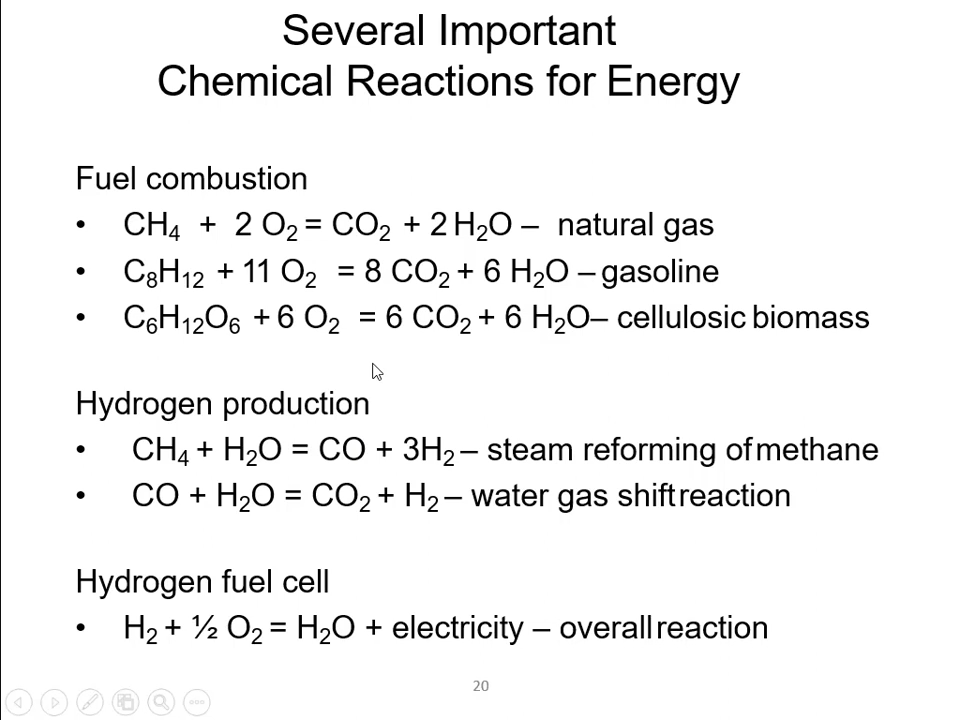 Several Important
Chemical Reactions for Energy
Fuel combustion
• CH₄ + 2 O₂ = CO₂ + 2 H₂O – natural gas
• C₈H₁₂ + 11 O₂ = 8 CO₂ + 6 H₂O – gasoline
• C₆H₁₂O₆ + 6 O₂ = 6 CO₂ + 6 H₂O– cellulosic biomass
Hydrogen production
• CH₄ + H₂O = CO + 3H₂ – steam reforming of methane
• CO + H₂O = CO₂ + H₂ – water gas shift reaction
Hydrogen fuel cell
• H₂ + ½ O₂ = H₂O + electricity – overall reaction
20